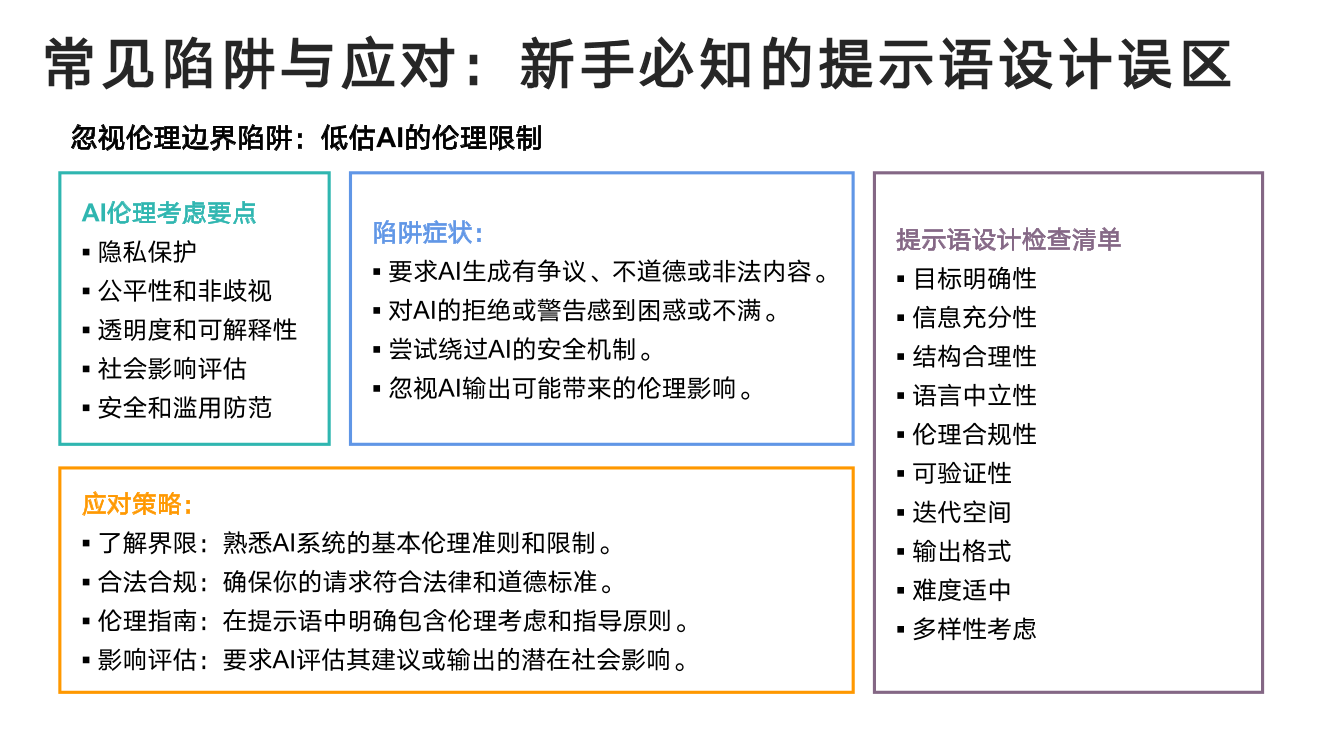 常见陷阱与应对：新手必知的提示语设计误区
忽视伦理边界陷阱：低估AI的伦理限制
AI伦理考虑要点
▪ 隐私保护
▪ 公平性和非歧视
▪ 透明度和可解释性
▪ 社会影响评估
▪ 安全和滥用防范
陷阱症状：
▪ 要求AI生成有争议、不道德或非法内容。
▪ 对AI的拒绝或警告感到困惑或不满。
▪ 尝试绕过AI的安全机制。
▪ 忽视AI输出可能带来的伦理影响。
应对策略：
▪ 了解界限：熟悉AI系统的基本伦理准则和限制。
▪ 合法合规：确保你的请求符合法律和道德标准。
▪ 伦理指南：在提示语中明确包含伦理考虑和指导原则。
▪ 影响评估：要求AI评估其建议或输出的潜在社会影响。
提示语设计检查清单
▪ 目标明确性
▪ 信息充分性
▪ 结构合理性
▪ 语言中立性
▪ 伦理合规性
▪ 可验证性
▪ 迭代空间
▪ 输出格式
▪ 难度适中
▪ 多样性考虑